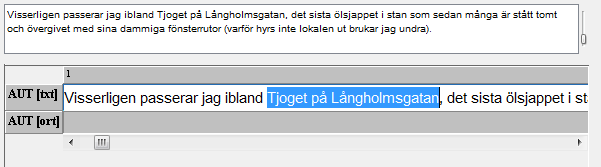 Visserligen passerar jag ibland Tjoget på Långholmsgatan, det sista ölsjappet i stan som sedan många år stått tomt
och övergivet med sina dammiga fönsterrutor (varför hyrs inte lokalen ut brukar jag undra).
1
AUT [txt] Visserligen passerar jag ibland Tjoget på Långholmsgatan, det sista ölsjappet i st
AUT [ort]